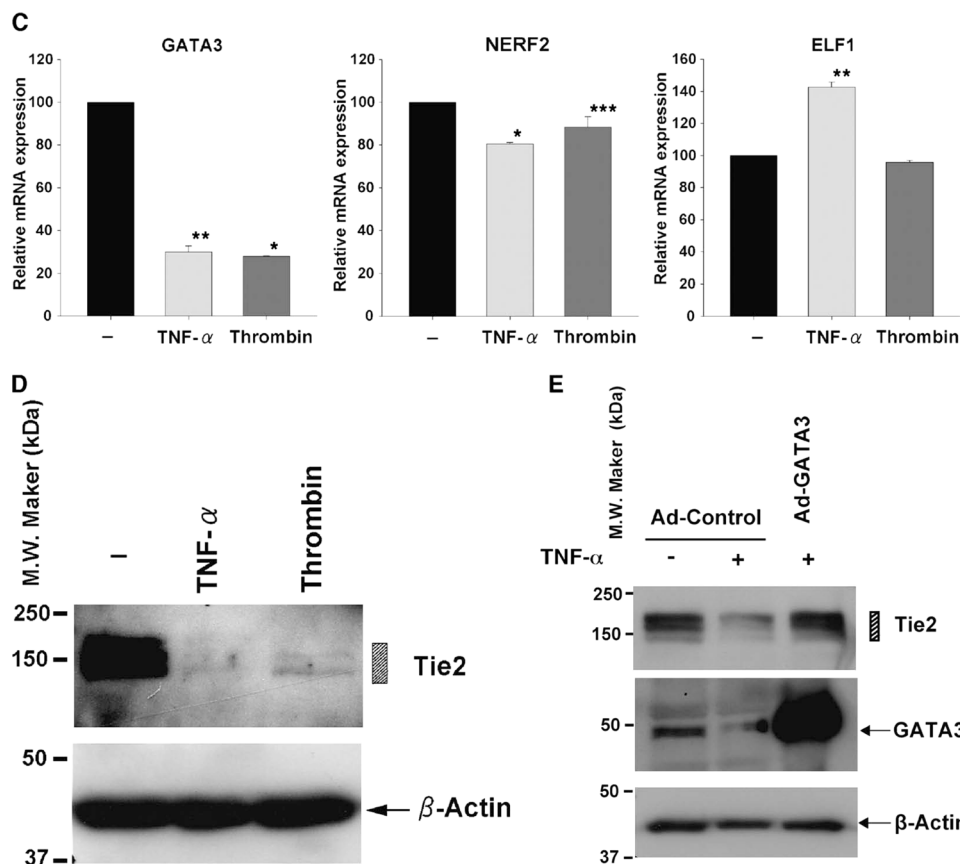 C
GATA3
Relative mRNA expression
120
100
80
60
40
20
0
**
*
– TNF-α Thrombin
NERF2
Relative mRNA expression
120
100
80
60
40
20
0
*
***
– TNF-α Thrombin
ELF1
Relative mRNA expression
160
140
120
100
80
60
40
20
0
**
– TNF-α Thrombin
D
M.W. Maker (kDa)
–
TNF-α
Thrombin
250
150
Tie2
50
37
β-Actin
E
M.W. Maker (kDa)
Ad-Control
Ad-GATA3
TNF-α - + +
250
150
Tie2
50
GATA3
50
37
β-Actin